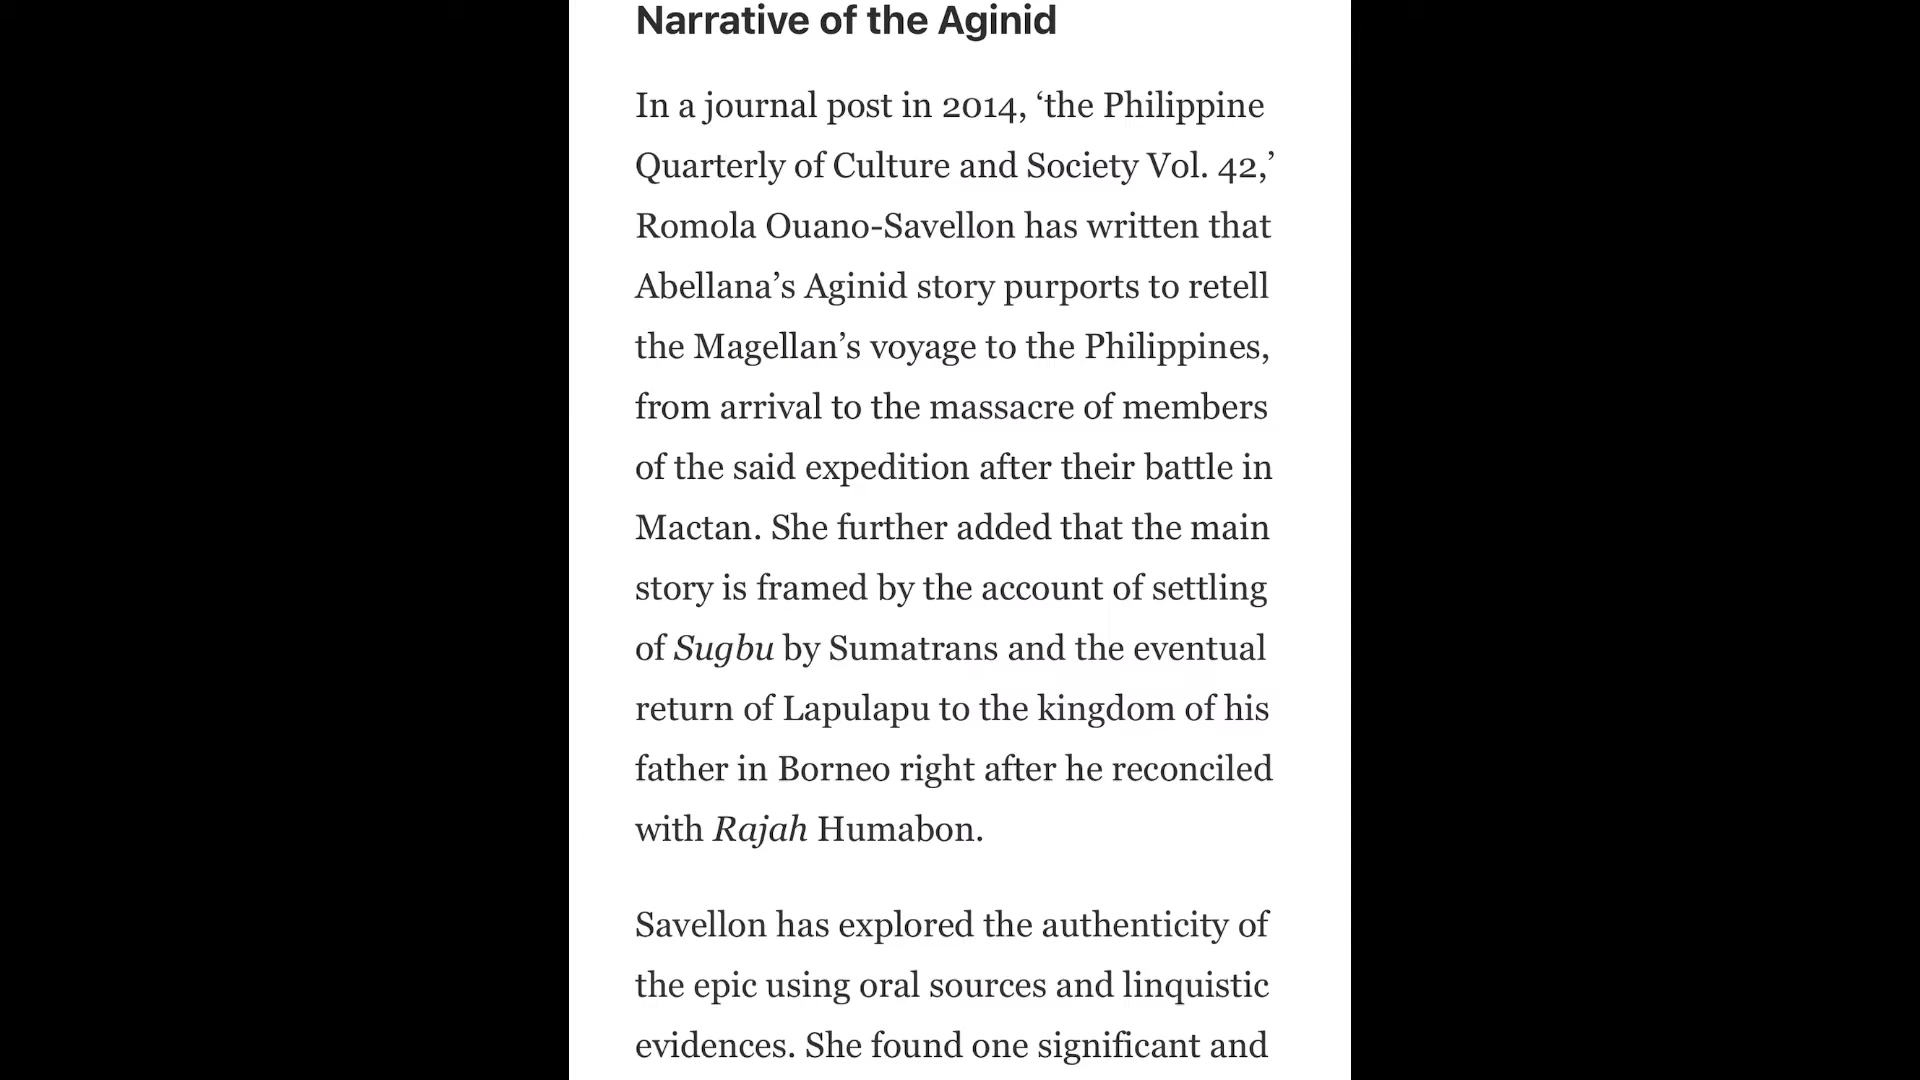 Narrative of the Aginid
In a journal post in 2014, ‘the Philippine
Quarterly of Culture and Society Vol. 42,’
Romola Ouano-Savellon has written that
Abellana’s Aginid story purports to retell
the Magellan’s voyage to the Philippines,
from arrival to the massacre of members
of the said expedition after their battle in
Mactan. She further added that the main
story is framed by the account of settling
of Sugbu by Sumatrans and the eventual
return of Lapulapu to the kingdom of his
father in Borneo right after he reconciled
with Rajah Humabon.
Savellon has explored the authenticity of
the epic using oral sources and linquistic
evidences. She found one significant and